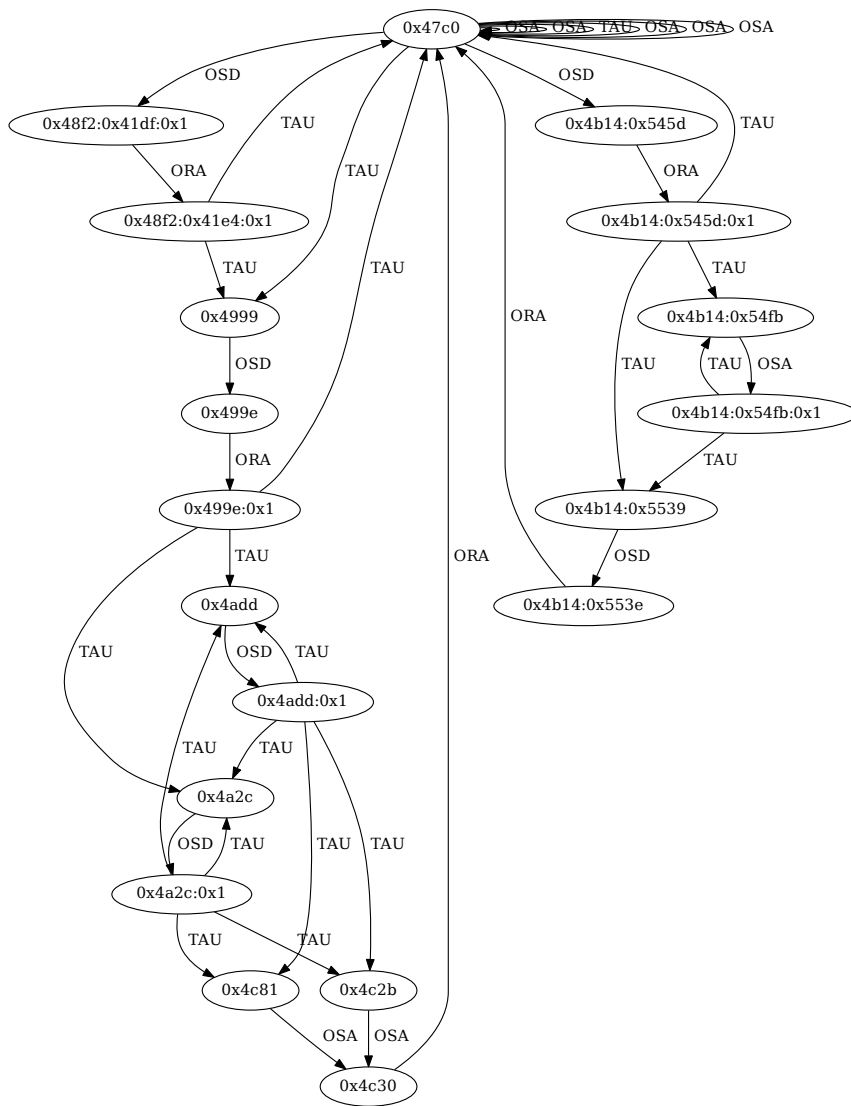 0x47c0
OSA OSA TAU OSA OSA OSA
OSD OSD
0x48f2:0x41df:0x1 0x4b14:0x545d
ORA TAU TAU TAU ORA TAU
0x48f2:0x41e4:0x1 0x4b14:0x545d:0x1
TAU TAU TAU
0x4999 ORA 0x4b14:0x54fb
OSD TAU TAU OSA
0x499e 0x4b14:0x54fb:0x1
ORA TAU
0x499e:0x1 0x4b14:0x5539
TAU ORA OSD
0x4add 0x4b14:0x553e
TAU OSD TAU
0x4add:0x1
TAU TAU
0x4a2c
OSD TAU TAU TAU
0x4a2c:0x1
TAU TAU
0x4c81 0x4c2b
OSA OSA
0x4c30